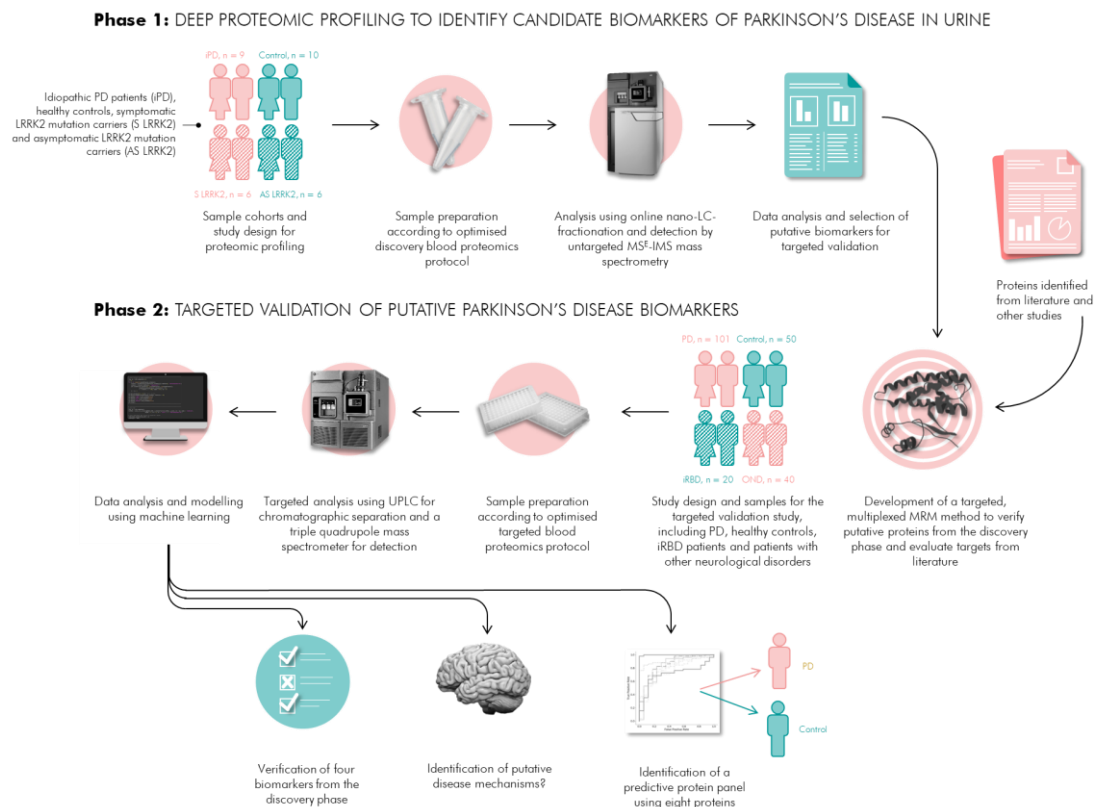 Phase 1: DEEP PROTEOMIC PROFILING TO IDENTIFY CANDIDATE BIOMARKERS OF PARKINSON'S DISEASE IN URINE
iPD, n = 9
Control, n = 10
Idiopathic PD patients (iPD),
healthy controls, symptomatic
LRRK2 mutation carriers (S LRRK2)
and asymptomatic LRRK2 mutation
carriers (AS LRRK2)
S LRRK2, n = 6
AS LRRK2, n = 6
Sample cohorts and
study design for
proteomic profiling
Sample preparation
according to optimised
discovery blood proteomics
protocol
Analysis using online nano-LC-
fractionation and detection by
untargeted MSᴱ-IMS mass
spectrometry
Data analysis and selection of
putative biomarkers for
targeted validation
Proteins identified
from literature and
other studies
Phase 2: TARGETED VALIDATION OF PUTATIVE PARKINSON'S DISEASE BIOMARKERS
PD, n = 101
Control, n = 50
iRBD, n = 20
OND, n = 40
Data analysis and modelling
using machine learning
Targeted analysis using UPLC for
chromatographic separation and a
triple quadrupole mass
spectrometer for detection
Sample preparation
according to optimised
targeted blood
proteomics protocol
Study design and samples for the
targeted validation study,
including PD, healthy controls,
iRBD patients and patients with
other neurological disorders
Development of a targeted,
multiplexed MRM method to verify
putative proteins from the discovery
phase and evaluate targets from
literature
PD
Control
Verification of four
biomarkers from the
discovery phase
Identification of putative
disease mechanisms?
Identification of a
predictive protein panel
using eight proteins